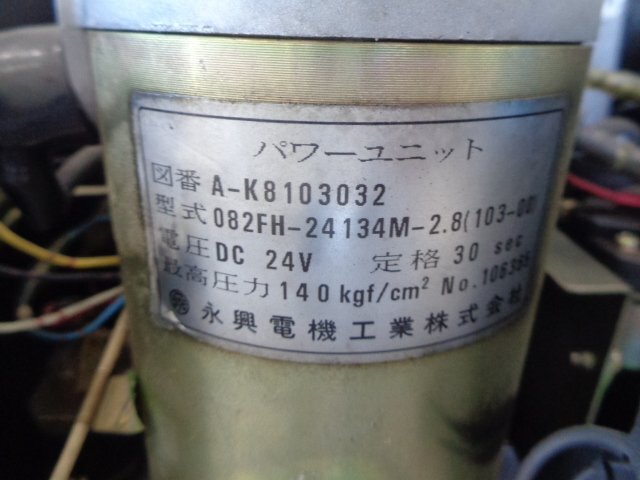 パワーユニット
図番 A-K8103032
型式 082FH-24134M-2.8(103-00)
電圧 DC 24V 定格 30 sec
最高圧力 140 kgf/cm² No.
永興電機工業株式会社